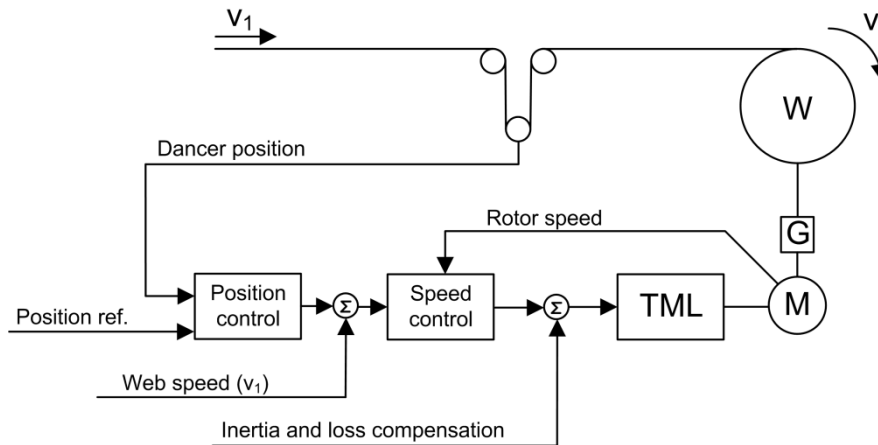 v1
v
W
Dancer position
Rotor speed
G
Position
control
Σ
Speed
control
Σ
TML
M
Position ref.
Web speed (v1)
Inertia and loss compensation